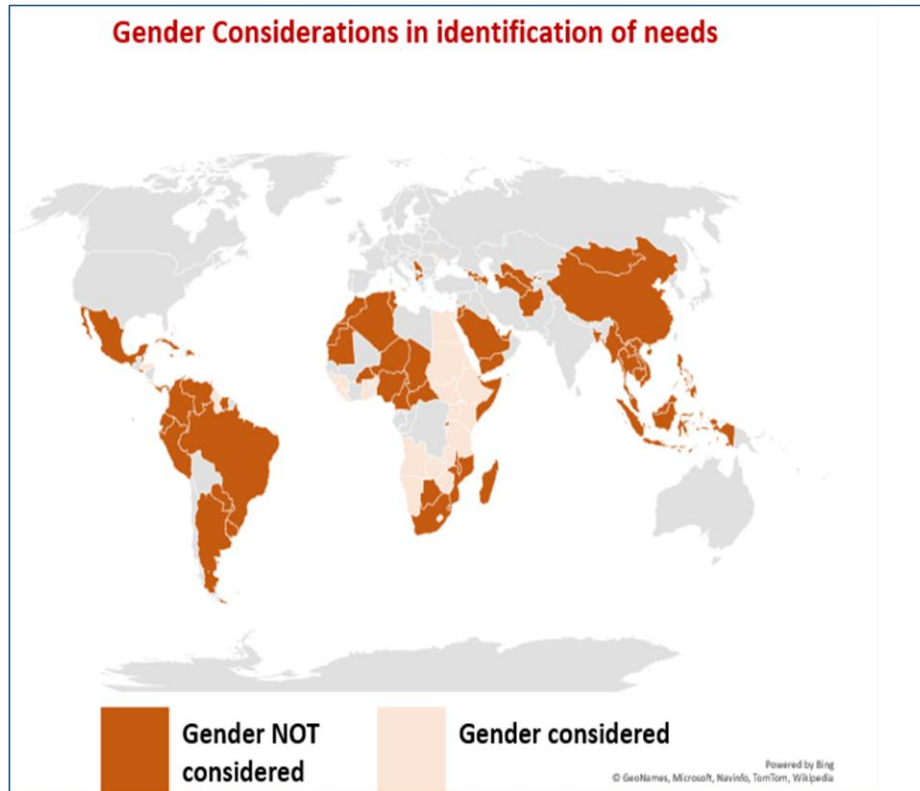 Gender Considerations in identification of needs
Gender NOT
considered
Gender considered
Powered by Bing
© GeoNames, Microsoft, Navinfo, TomTom, Wikipedia